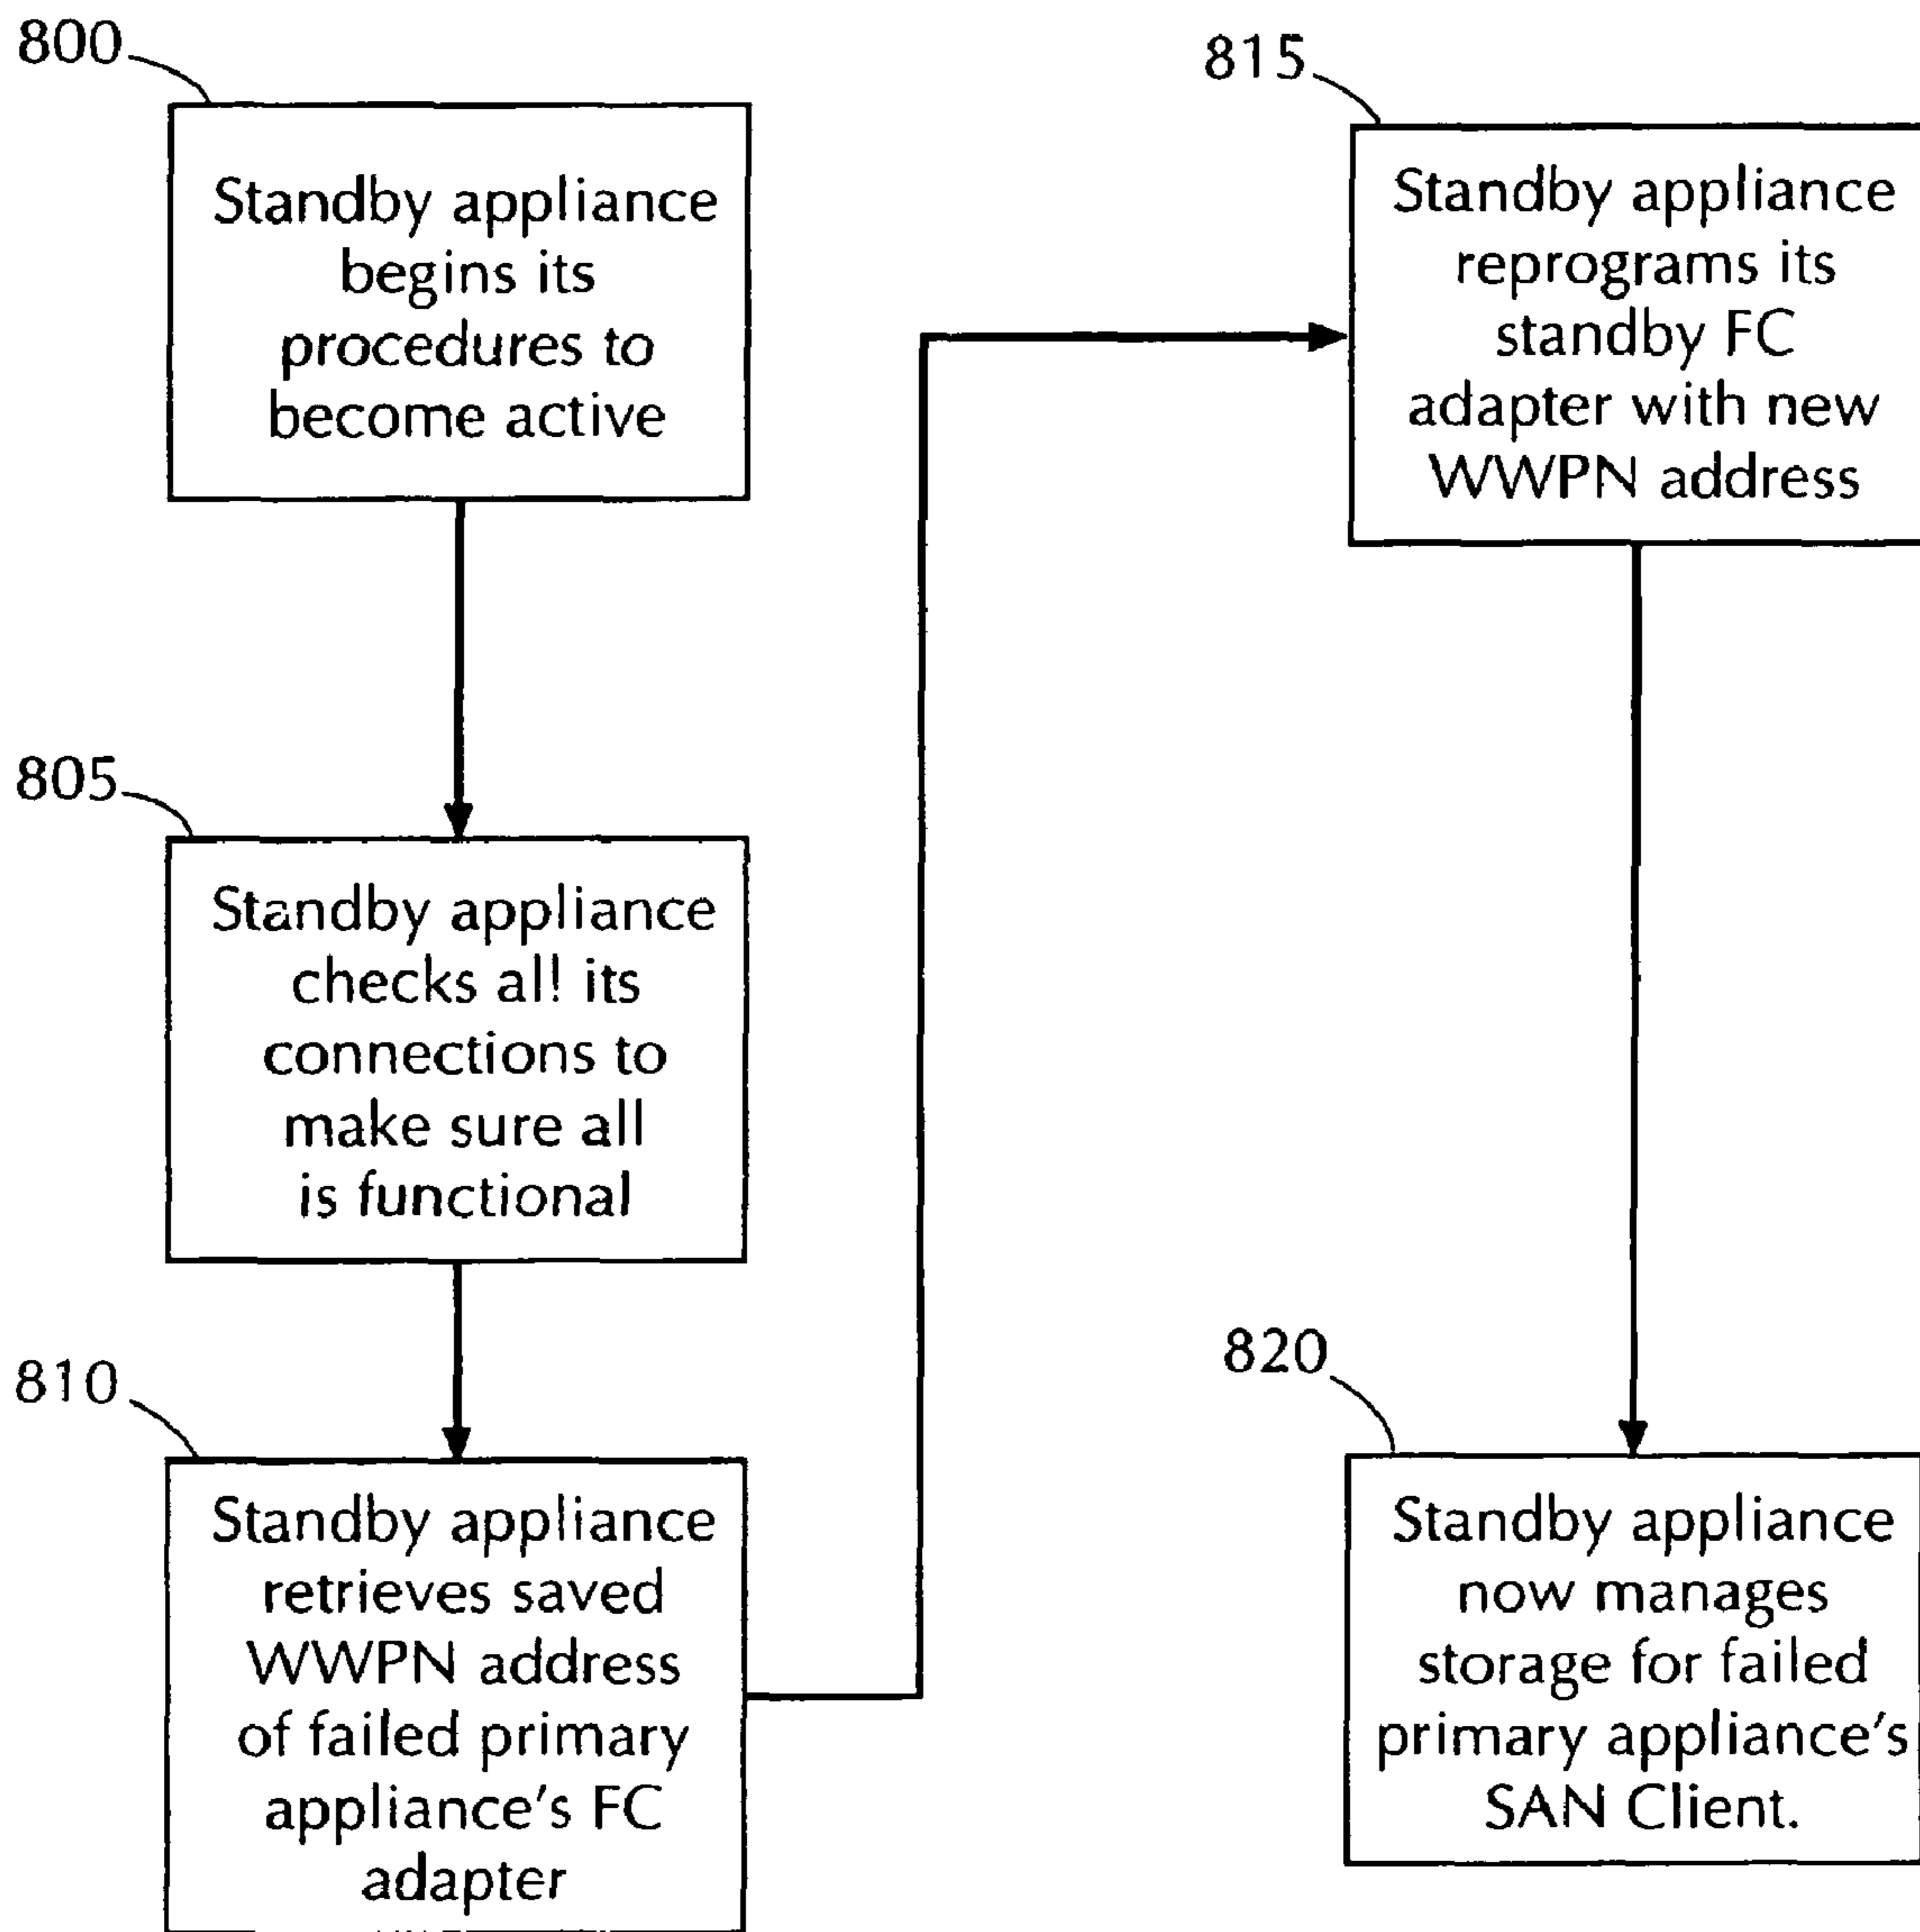 800
Standby appliance
begins its
procedures to
become active
805
Standby appliance
checks all its
connections to
make sure all
is functional
810
Standby appliance
retrieves saved
WWPN address
of failed primary
appliance's FC
adapter
815
Standby appliance
reprograms its
standby FC
adapter with new
WWPN address
820
Standby appliance
now manages
storage for failed
primary appliance's
SAN Client.